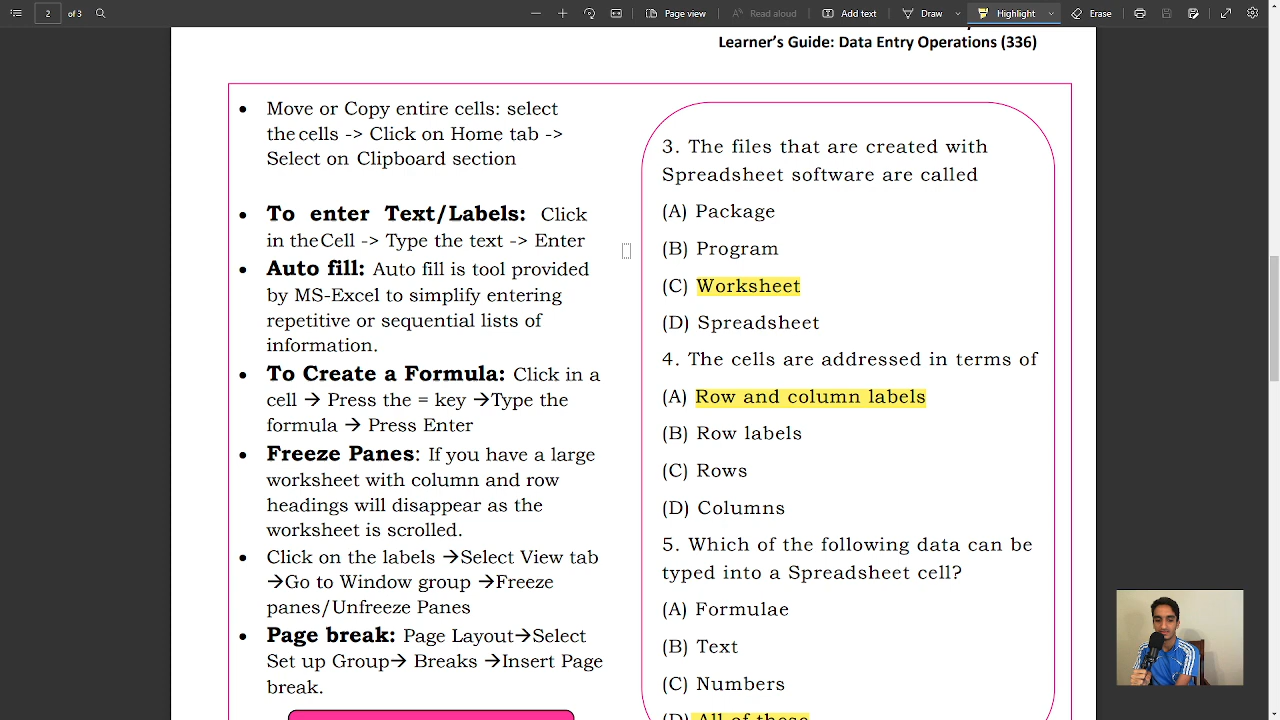 2 of 3
Page view
Read aloud
Add text
Draw
Highlight
Erase
Learner's Guide: Data Entry Operations (336)
• Move or Copy entire cells: select
the cells -> Click on Home tab ->
Select on Clipboard section
• To enter Text/Labels: Click
in theCell -> Type the text -> Enter
• Auto fill: Auto fill is tool provided
by MS-Excel to simplify entering
repetitive or sequential lists of
information.
• To Create a Formula: Click in a
cell → Press the = key →Type the
formula → Press Enter
• Freeze Panes: If you have a large
worksheet with column and row
headings will disappear as the
worksheet is scrolled.
• Click on the labels →Select View tab
→Go to Window group →Freeze
panes/Unfreeze Panes
• Page break: Page Layout→Select
Set up Group→ Breaks →Insert Page
break.
3. The files that are created with
Spreadsheet software are called
(A) Package
(B) Program
(C) Worksheet
(D) Spreadsheet
4. The cells are addressed in terms of
(A) Row and column labels
(B) Row labels
(C) Rows
(D) Columns
5. Which of the following data can be
typed into a Spreadsheet cell?
(A) Formulae
(B) Text
(C) Numbers
(D) All of these